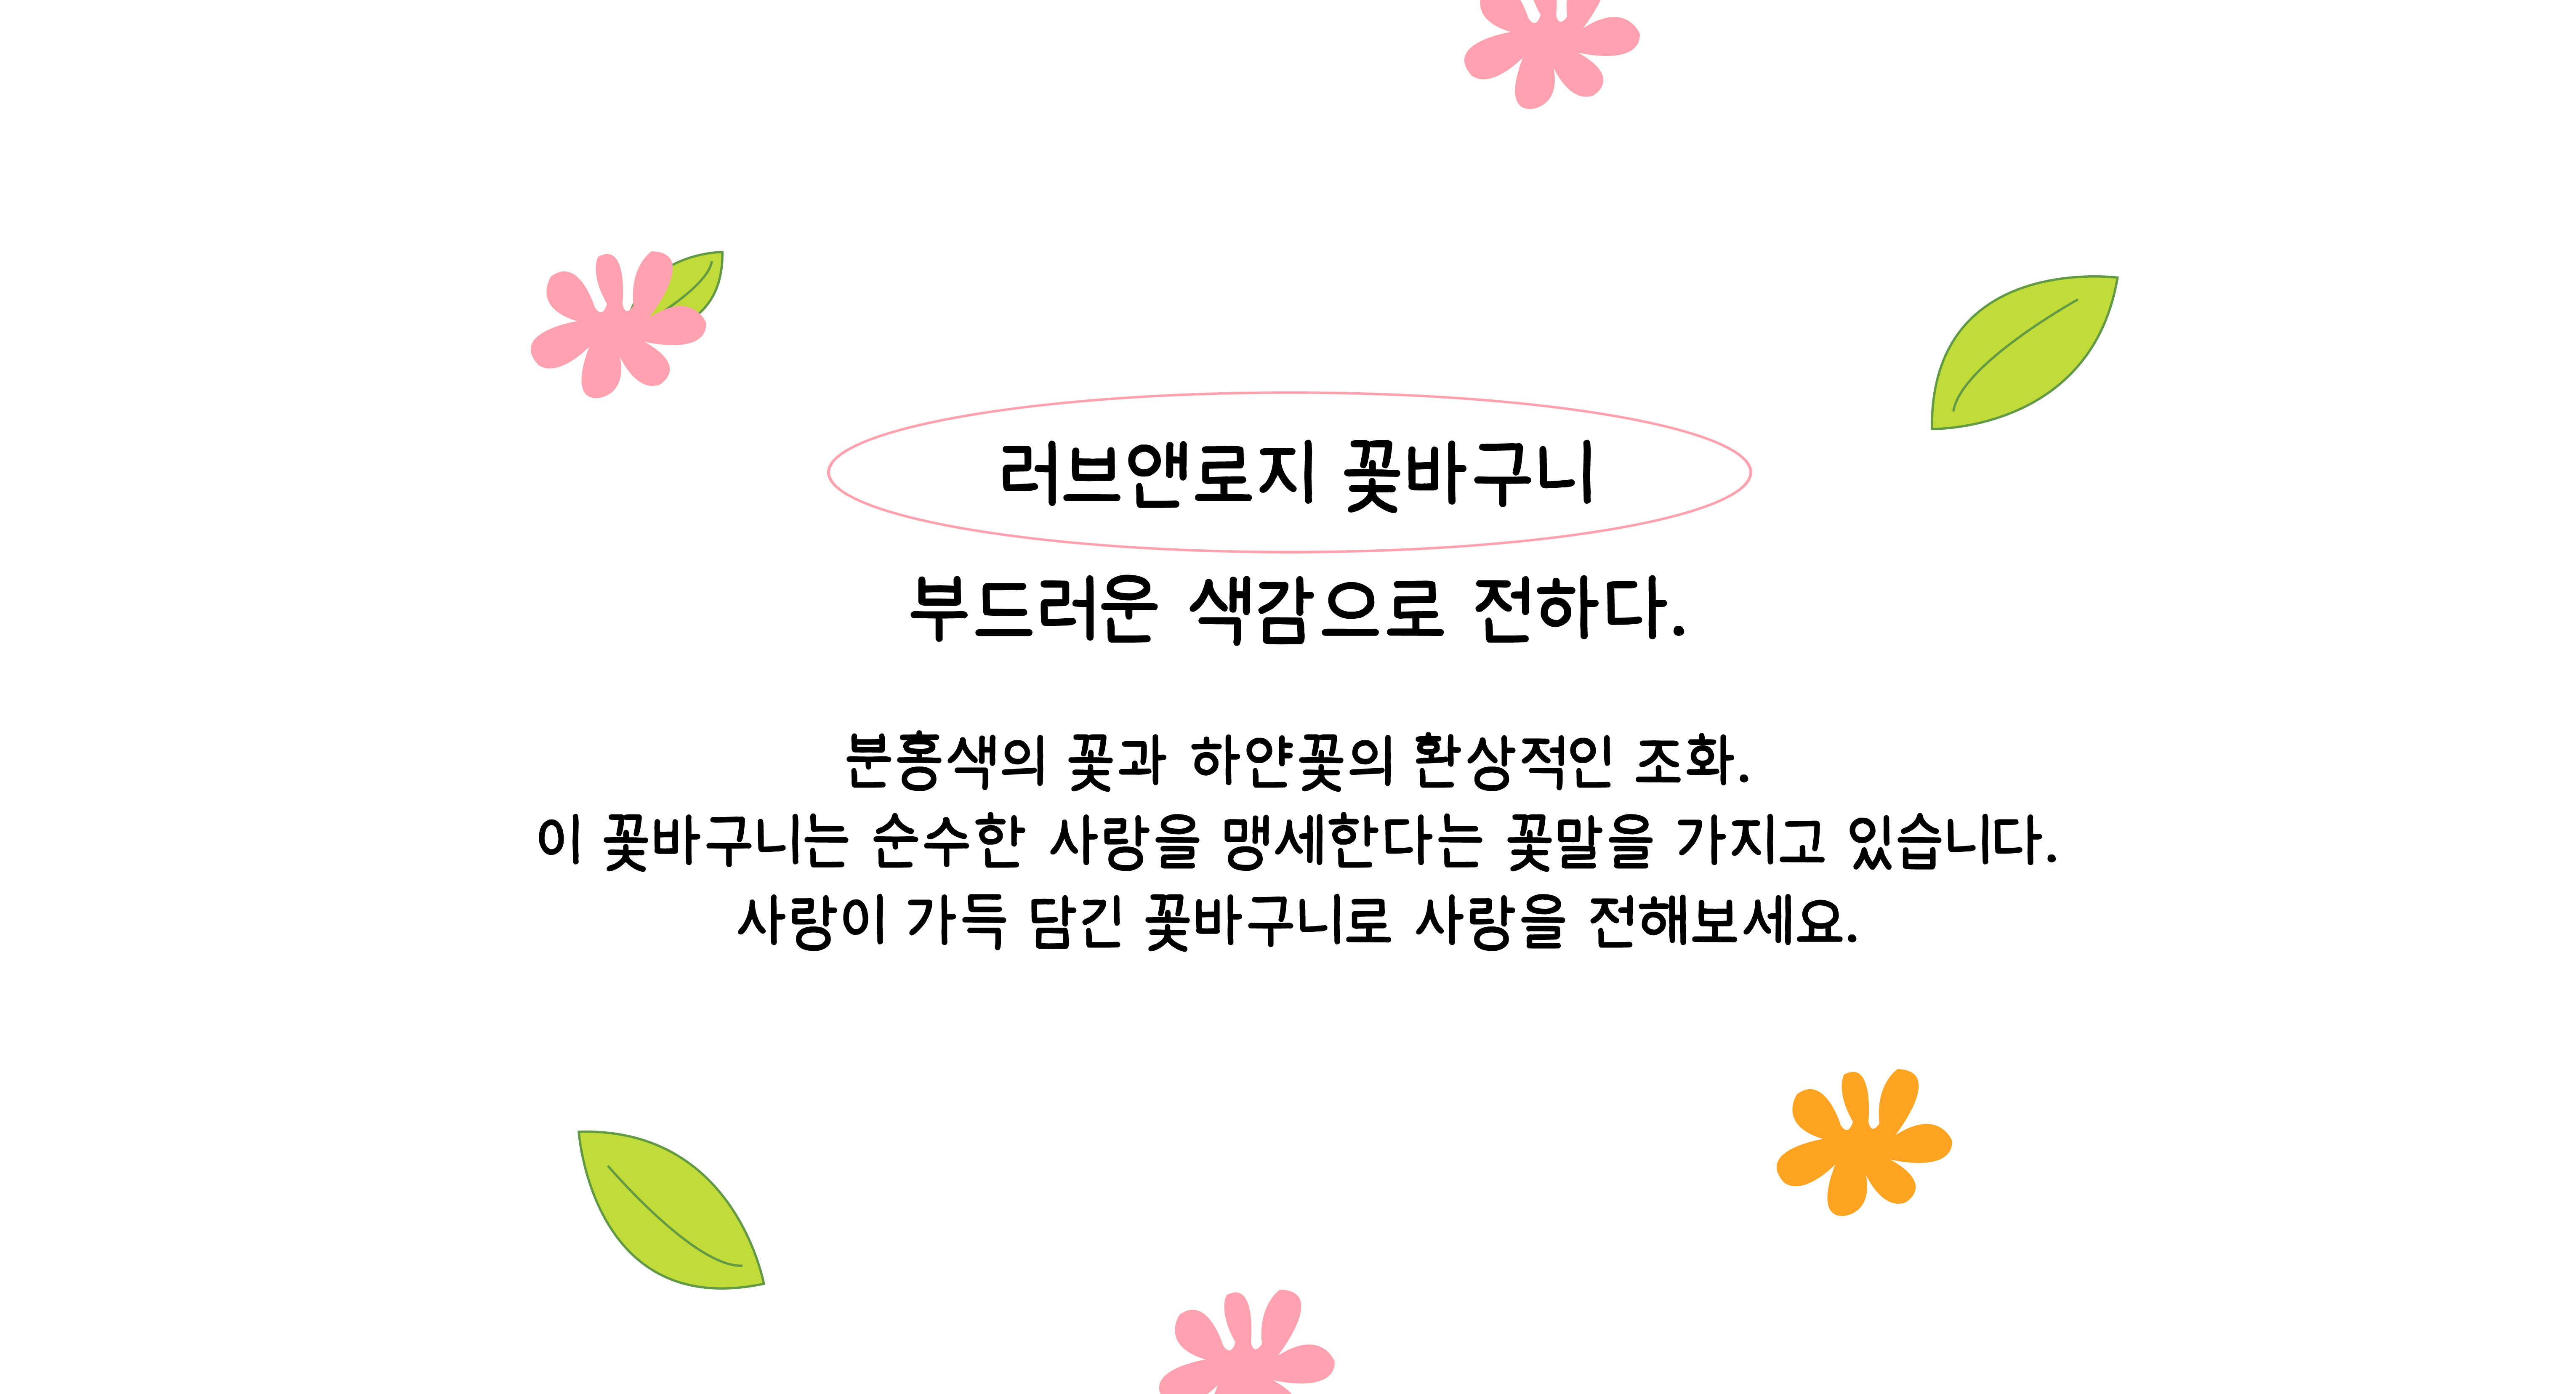 러브앤로지 꽃바구니
부드러운 색감으로 전하다.
분홍색의 꽃과 하얀꽃의 환상적인 조화.
이 꽃바구니는 순수한 사랑을 맹세한다는 꽃말을 가지고 있습니다.
사랑이 가득 담긴 꽃바구니로 사랑을 전해보세요.